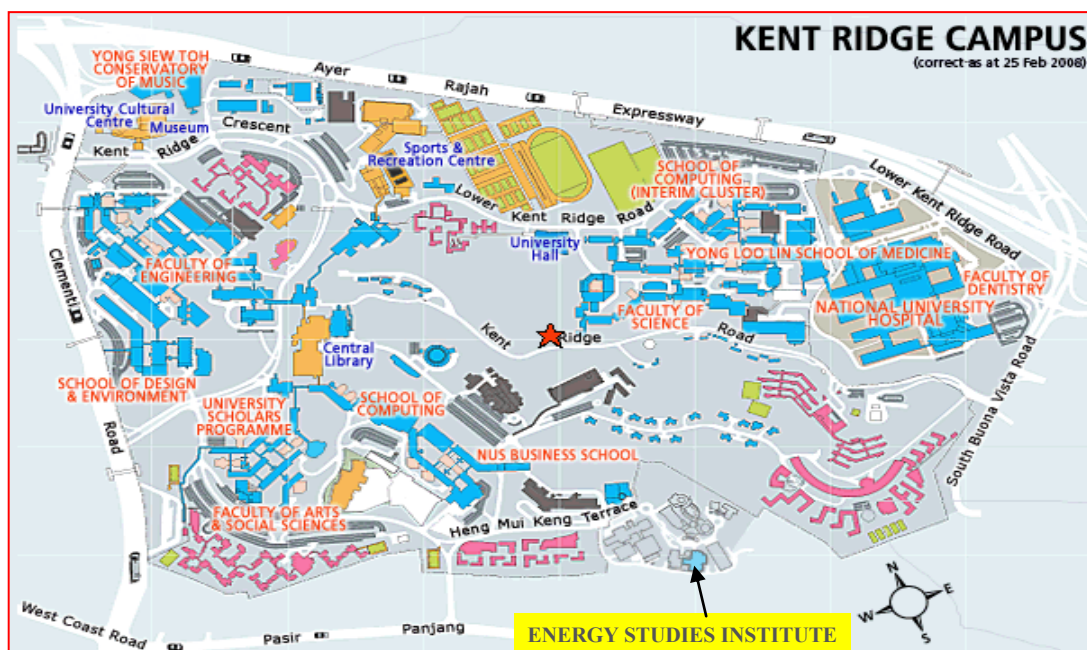 KENT RIDGE CAMPUS
(correct as at 25 Feb 2008)
YONG SIEW TOH
CONSERVATORY
OF MUSIC
Ayer
Rajah
Expressway
University Cultural
Centre
Museum
Kent Ridge Crescent
Sports &
Recreation Centre
Lower Kent Ridge Road
SCHOOL OF
COMPUTING
(INTERIM CLUSTER)
Lower Kent Ridge Road
University
Hall
Clementi
Road
FACULTY OF
ENGINEERING
YONG LOO LIN SCHOOL OF MEDICINE
FACULTY OF
DENTISTRY
FACULTY OF
SCIENCE
NATIONAL UNIVERSITY
HOSPITAL
Kent Ridge Road
Central
Library
SCHOOL OF DESIGN
& ENVIRONMENT
UNIVERSITY
SCHOLARS
PROGRAMME
SCHOOL OF
COMPUTING
South Buona Vista Road
NUS BUSINESS SCHOOL
FACULTY OF ARTS
& SOCIAL SCIENCES
Heng Mui Keng Terrace
N
E
W
S
West Coast Road
Pasir
Panjang
ENERGY STUDIES INSTITUTE